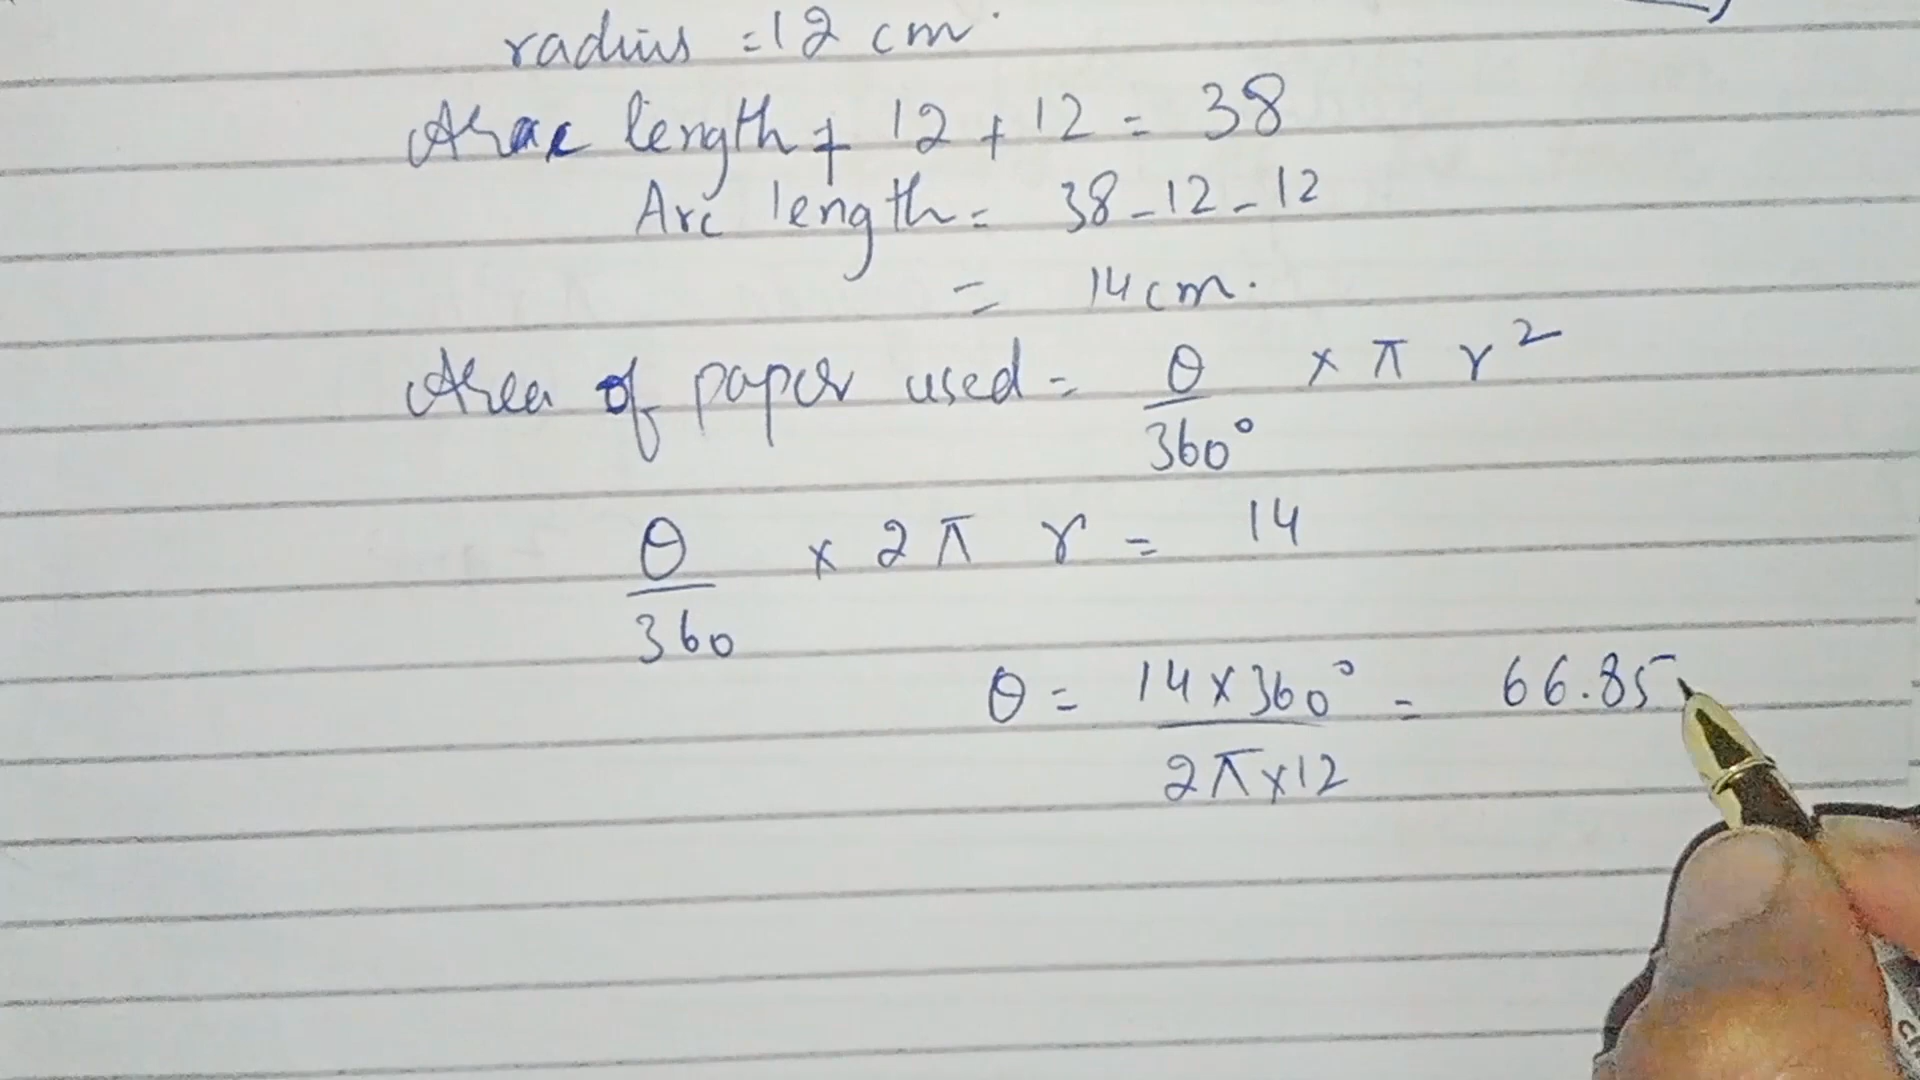 radius = 12 cm.
Arc length + 12 + 12 = 38
Arc length = 38 - 12 - 12
= 14 cm.
Area of paper used = θ/360° × π r²
θ/360 × 2π r = 14
θ = 14 × 360°/2π × 12 = 66.85